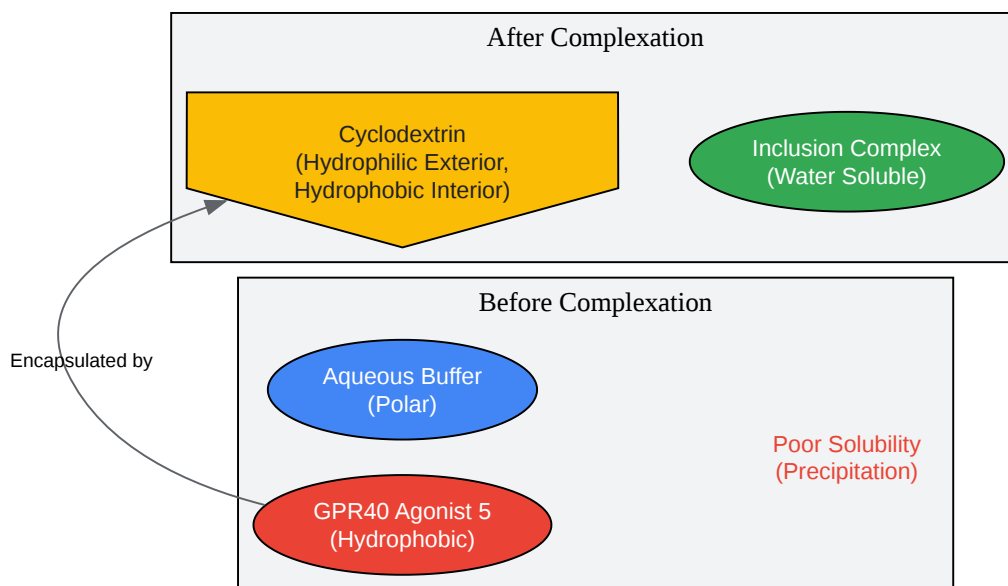 After Complexation
Cyclodextrin
(Hydrophilic Exterior,
Hydrophobic Interior)
Inclusion Complex
(Water Soluble)
Before Complexation
Encapsulated by
Aqueous Buffer
(Polar)
Poor Solubility
(Precipitation)
GPR40 Agonist 5
(Hydrophobic)